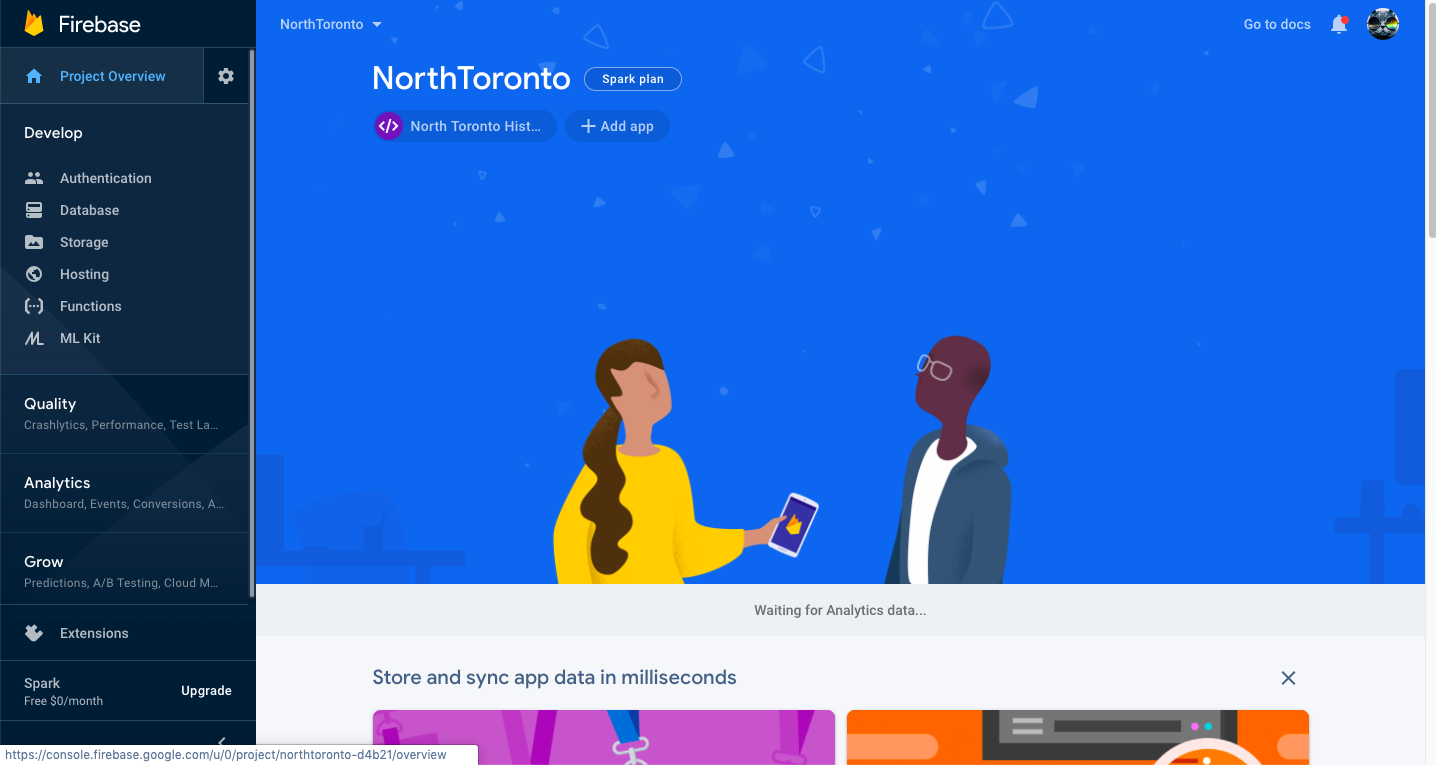 Firebase
Project Overview
Develop
Authentication
Database
Storage
Hosting
Functions
ML Kit
Quality
Crashlytics, Performance, Test La...
Analytics
Dashboard, Events, Conversions, A...
Grow
Predictions, A/B Testing, Cloud M...
Extensions
Spark
Free $0/month
Upgrade
https://console.firebase.google.com/u/0/project/northtoronto-d4b21/overview
NorthToronto
Go to docs
NorthToronto
Spark plan
North Toronto Hist...
Add app
Waiting for Analytics data...
Store and sync app data in milliseconds